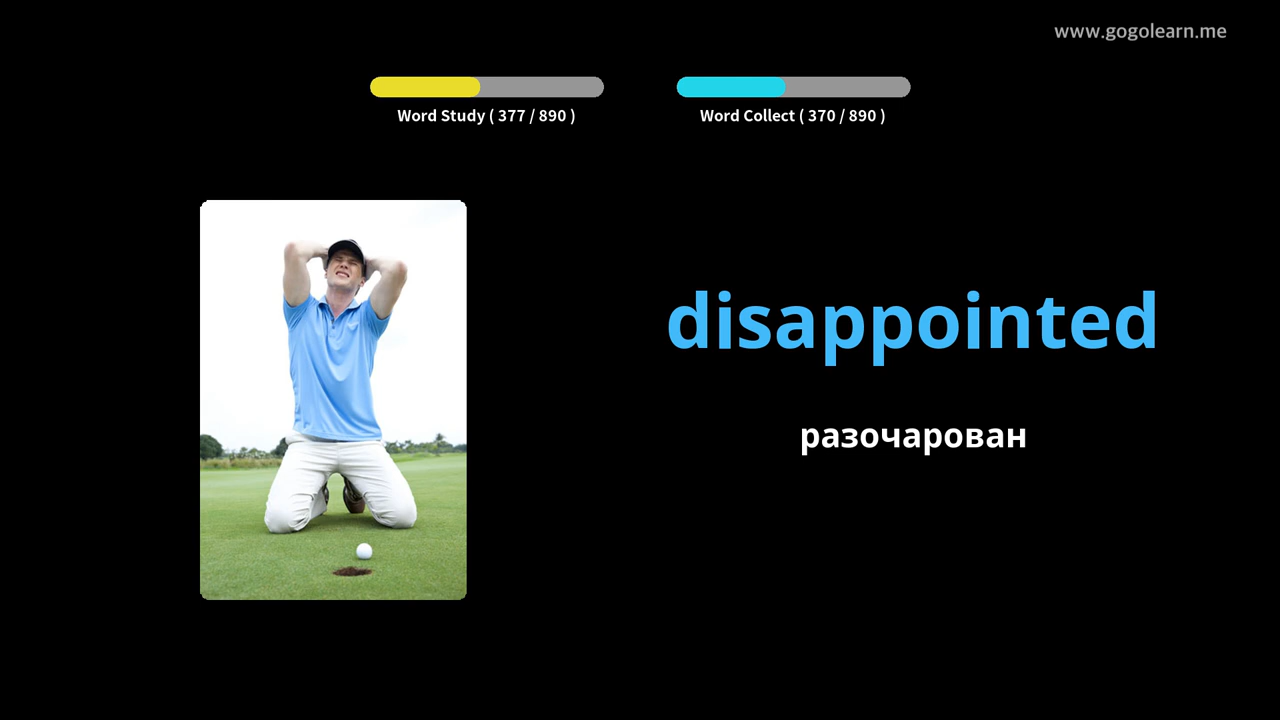 www.gogolearn.me
Word Study ( 377 / 890 )
Word Collect ( 370 / 890 )
disappointed
разочарован